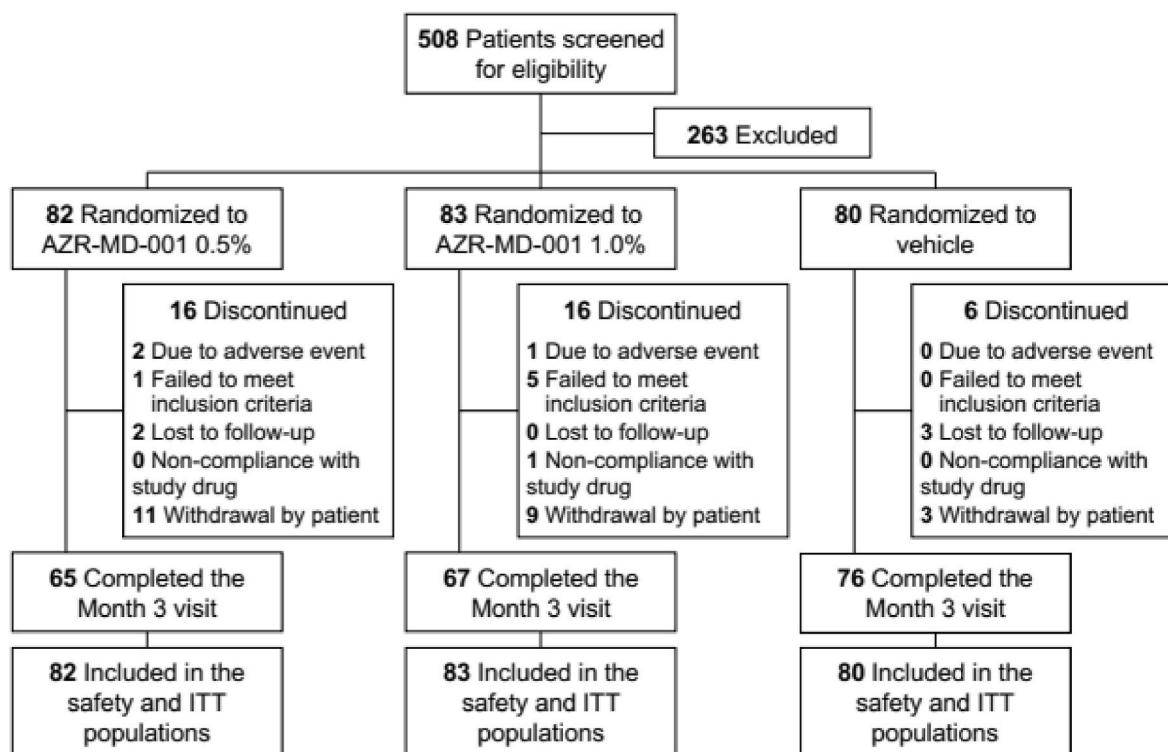 508 Patients screened
for eligibility
263 Excluded
82 Randomized to
AZR-MD-001 0.5%
83 Randomized to
AZR-MD-001 1.0%
80 Randomized to
vehicle
16 Discontinued
2 Due to adverse event
1 Failed to meet
inclusion criteria
2 Lost to follow-up
0 Non-compliance with
study drug
11 Withdrawal by patient
16 Discontinued
1 Due to adverse event
5 Failed to meet
inclusion criteria
0 Lost to follow-up
1 Non-compliance with
study drug
9 Withdrawal by patient
6 Discontinued
0 Due to adverse event
0 Failed to meet
inclusion criteria
3 Lost to follow-up
0 Non-compliance with
study drug
3 Withdrawal by patient
65 Completed the
Month 3 visit
67 Completed the
Month 3 visit
76 Completed the
Month 3 visit
82 Included in the
safety and ITT
populations
83 Included in the
safety and ITT
populations
80 Included in the
safety and ITT
populations